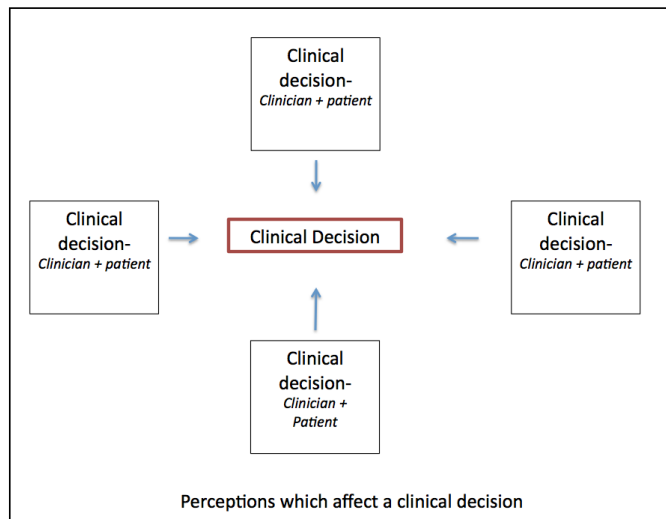 Clinical
decision-
Clinician + patient
Clinical
decision-
Clinician + patient
Clinical Decision
Clinical
decision-
Clinician + patient
Clinical
decision-
Clinician +
Patient
Perceptions which affect a clinical decision